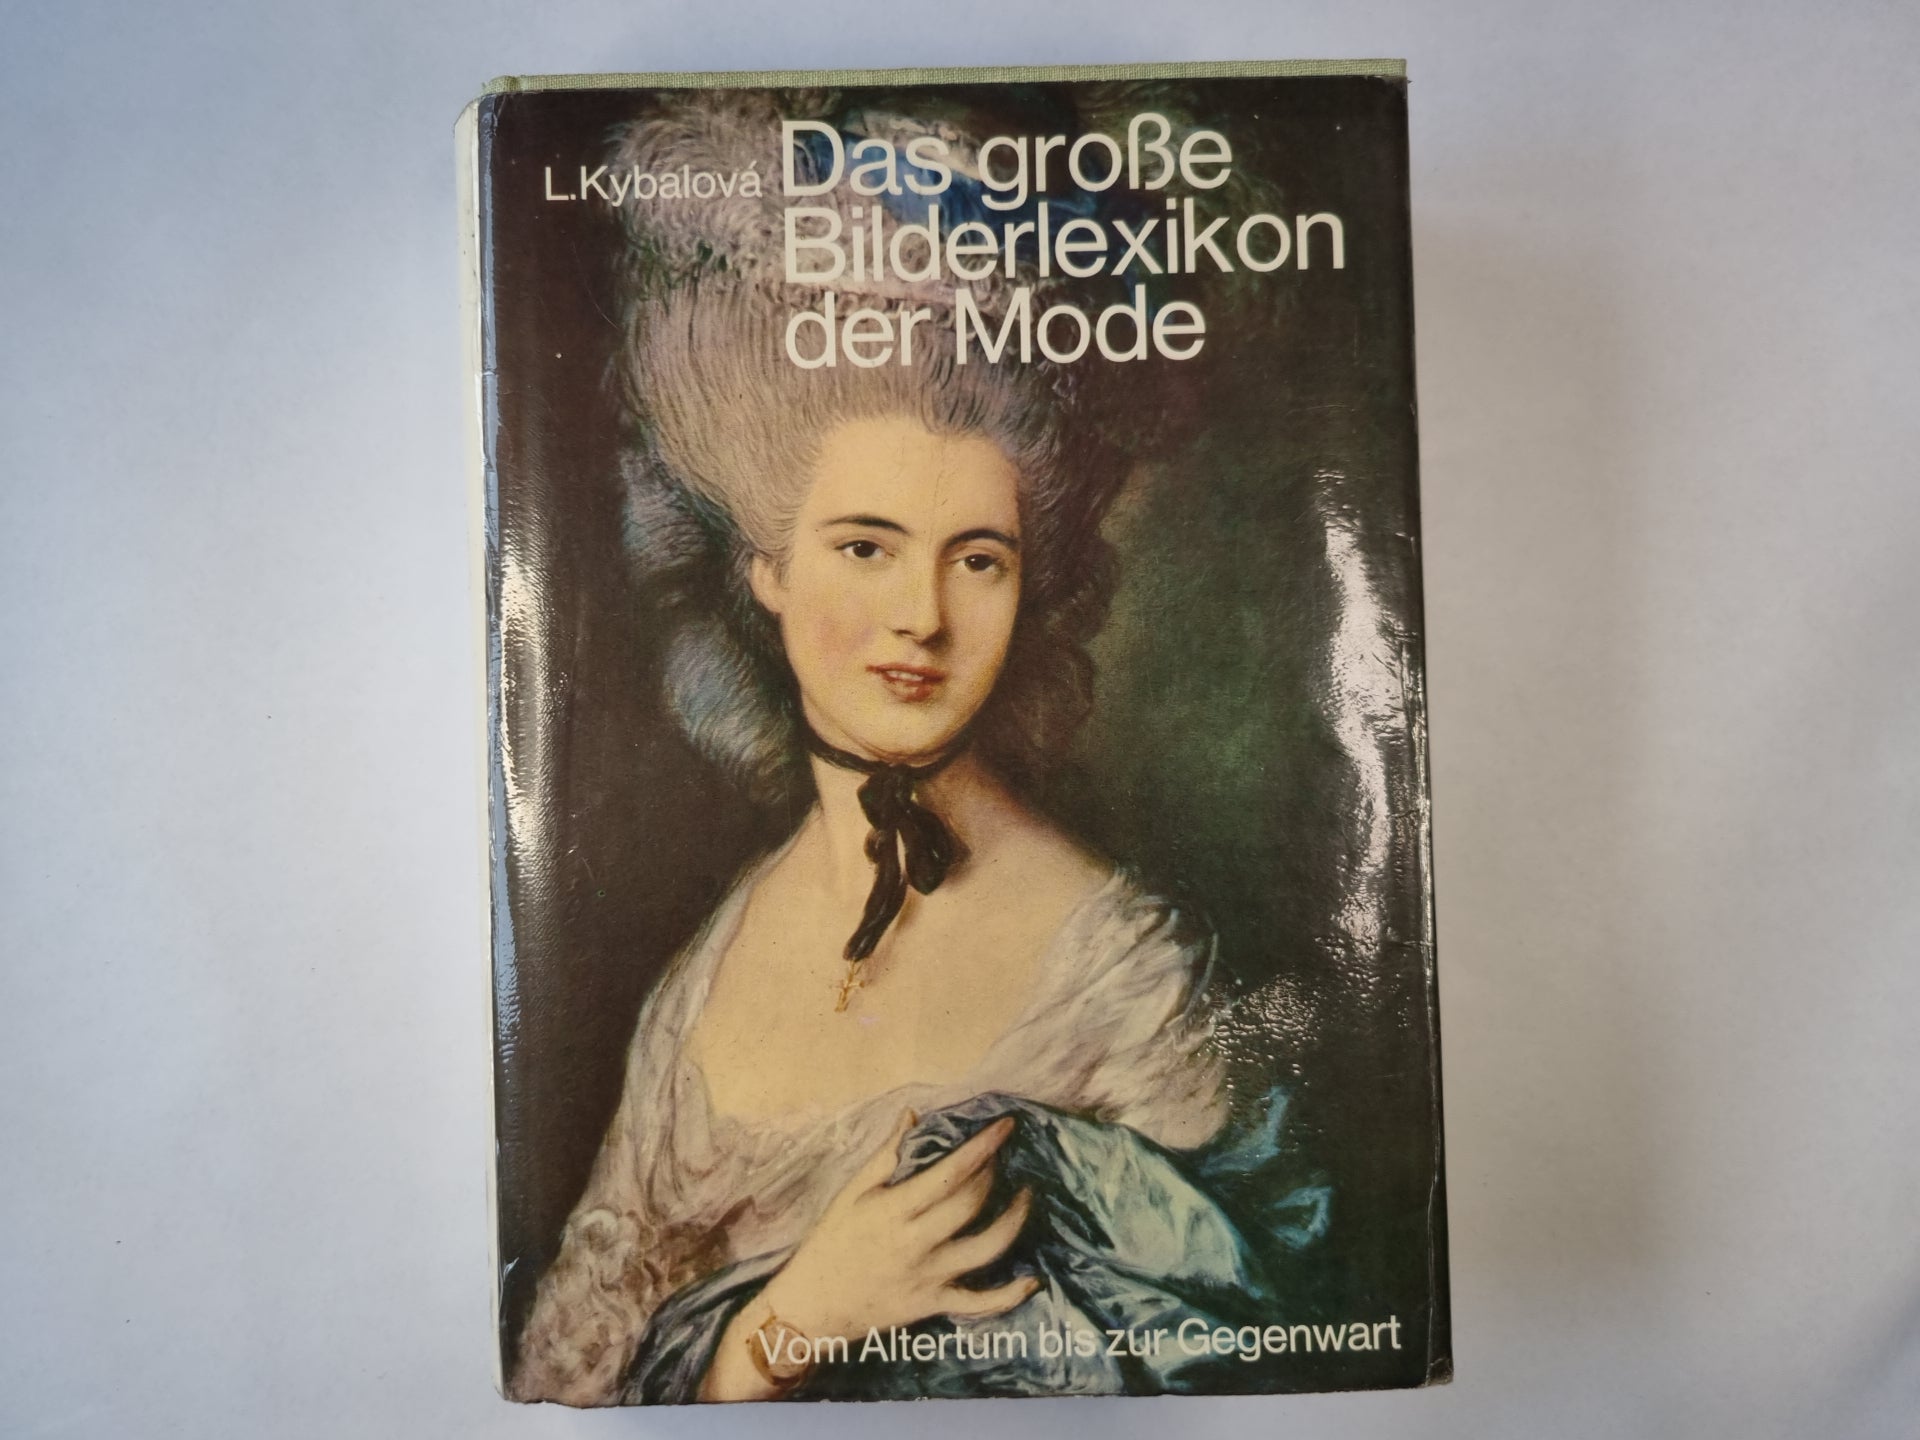 L.Kybalová
Das große
Bilderlexikon
der Mode
Vom Altertum bis zur Gegenwart